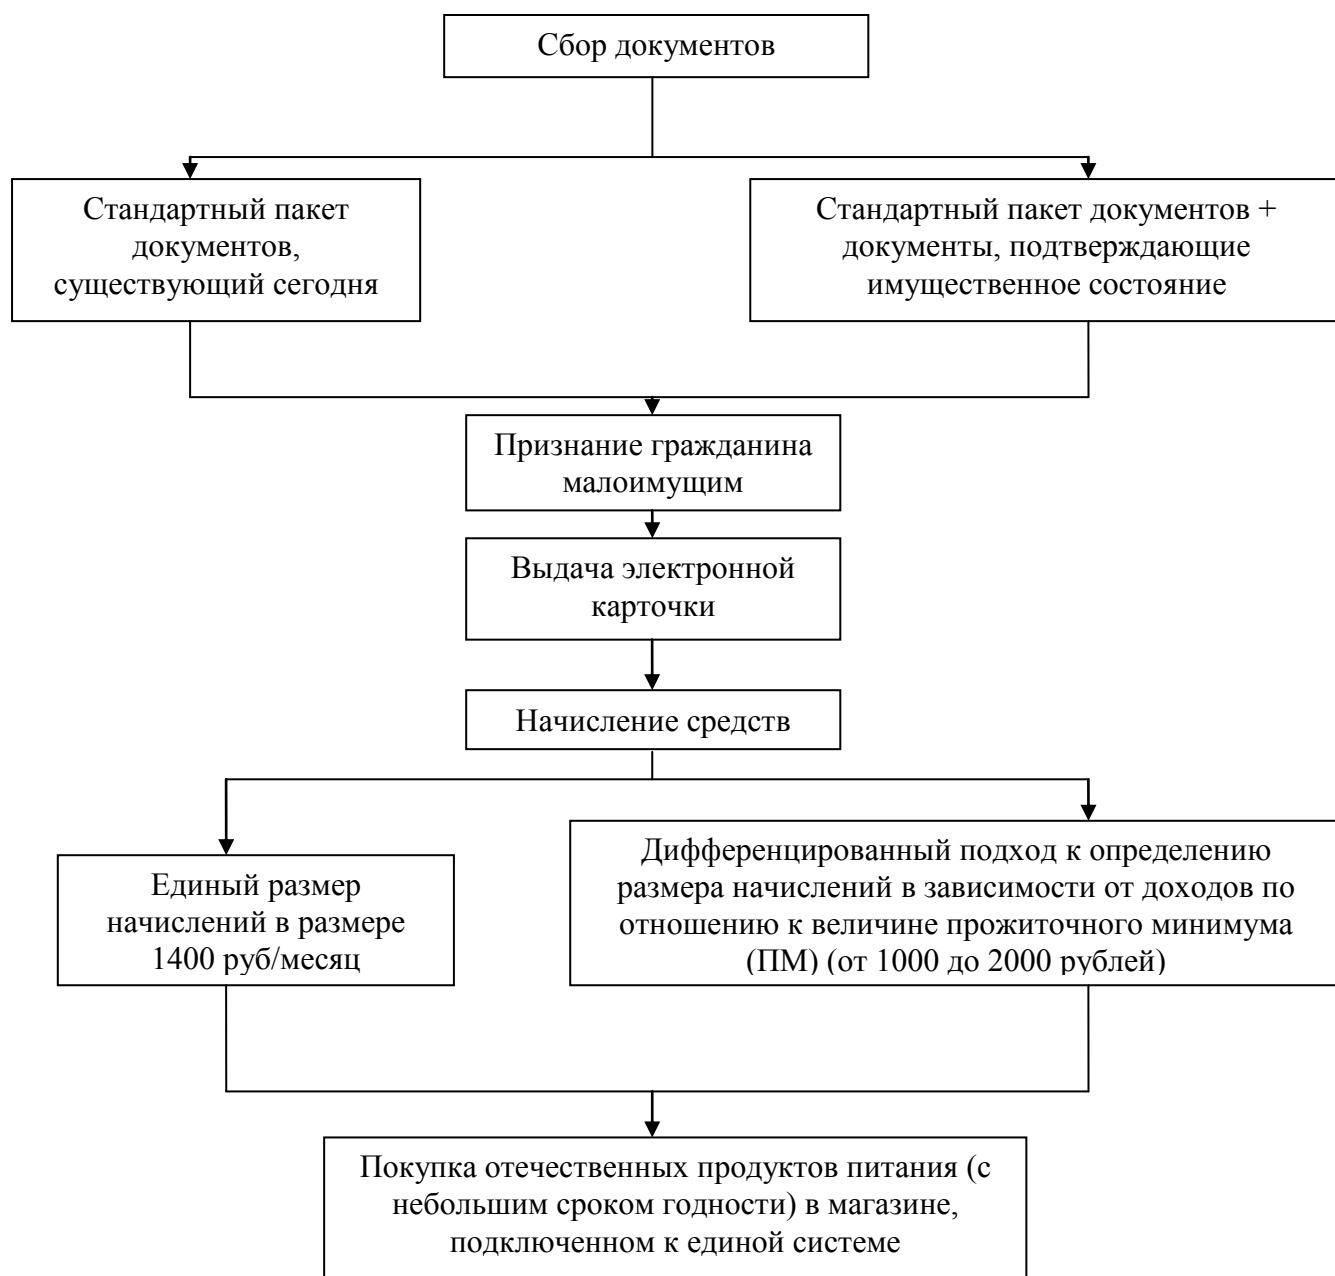 Сбор документов
Стандартный пакет
документов,
существующий сегодня
Стандартный пакет документов +
документы, подтверждающие
имущественное состояние
Признание гражданина
малоимущим
Выдача электронной
карточки
Начисление средств
Единый размер
начислений в размере
1400 руб/месяц
Дифференцированный подход к определению
размера начислений в зависимости от доходов по
отношению к величине прожиточного минимума
(ПМ) (от 1000 до 2000 рублей)
Покупка отечественных продуктов питания (с
небольшим сроком годности) в магазине,
подключенном к единой системе